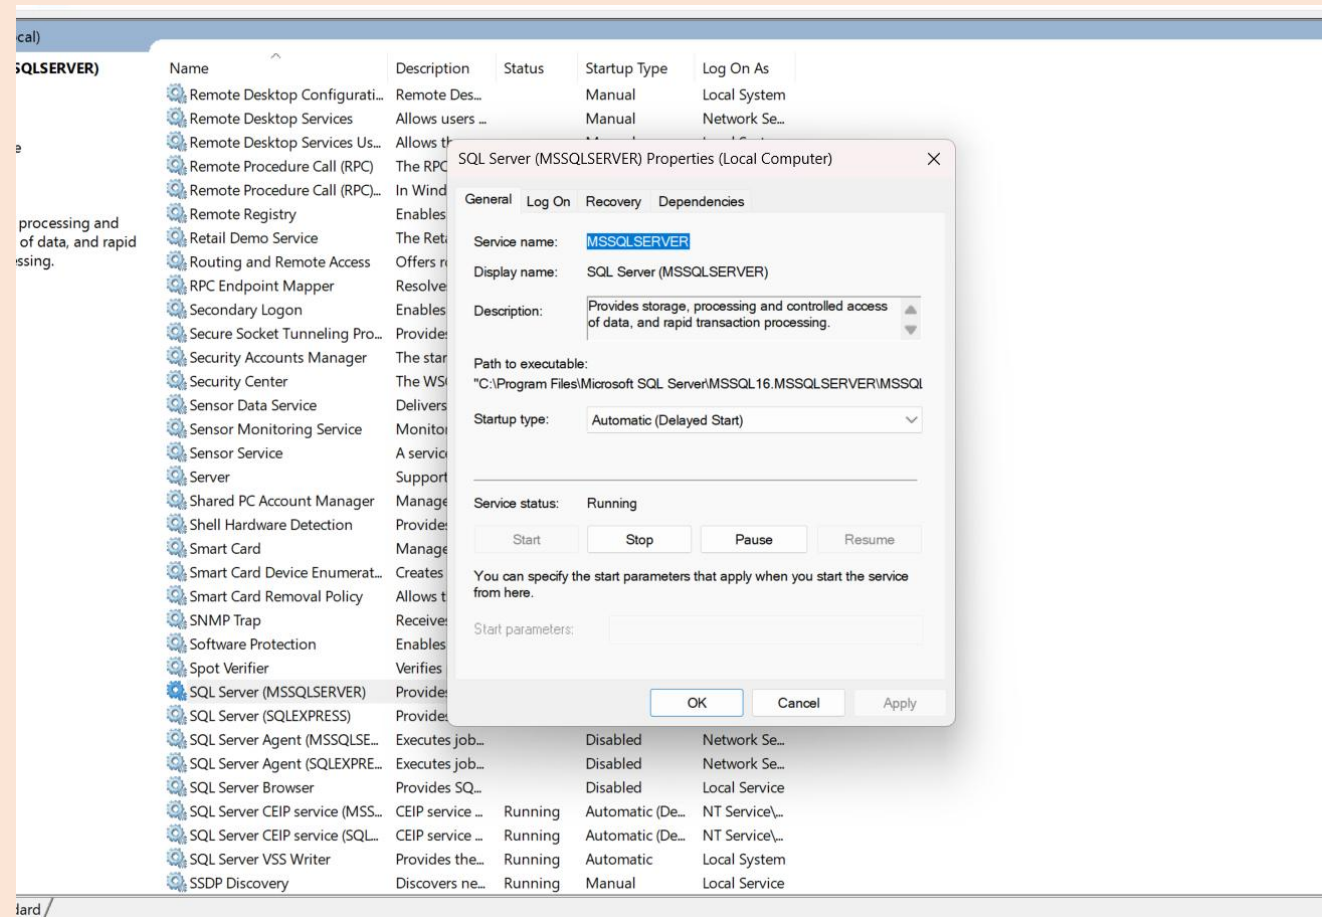 cal)
SQLSERVER)
e
processing and
of data, and rapid
ssing.
Name Description Status Startup Type Log On As
Remote Desktop Configurati... Remote Des... Manual Local System
Remote Desktop Services Allows users ... Manual Network Se...
Remote Desktop Services Us... Allows th
Remote Procedure Call (RPC) The RPC
Remote Procedure Call (RPC)... In Wind
Remote Registry Enables
Retail Demo Service The Reta
Routing and Remote Access Offers r
RPC Endpoint Mapper Resolve
Secondary Logon Enables
Secure Socket Tunneling Pro... Provide
Security Accounts Manager The star
Security Center The WS
Sensor Data Service Delivers
Sensor Monitoring Service Monitor
Sensor Service A servic
Server Support
Shared PC Account Manager Manage
Shell Hardware Detection Provide
Smart Card Manage
Smart Card Device Enumerat... Creates
Smart Card Removal Policy Allows t
SNMP Trap Receive
Software Protection Enables
Spot Verifier Verifies
SQL Server (MSSQLSERVER) Provide
SQL Server (SQLEXPRESS) Provide
SQL Server Agent (MSSQLSE... Executes job... Disabled Network Se...
SQL Server Agent (SQLEXPRE... Executes job... Disabled Network Se...
SQL Server Browser Provides SQ... Disabled Local Service
SQL Server CEIP service (MSS... CEIP service ... Running Automatic (De... NT Service\...
SQL Server CEIP service (SQL... CEIP service ... Running Automatic (De... NT Service\...
SQL Server VSS Writer Provides the... Running Automatic Local System
SSDP Discovery Discovers ne... Running Manual Local Service
SQL Server (MSSQLSERVER) Properties (Local Computer)
General Log On Recovery Dependencies
Service name: MSSQLSERVER
Display name: SQL Server (MSSQLSERVER)
Description: Provides storage, processing and controlled access
of data, and rapid transaction processing.
Path to executable:
"C:\Program Files\Microsoft SQL Server\MSSQL16.MSSQLSERVER\MSSQL
Startup type: Automatic (Delayed Start)
Service status: Running
Start Stop Pause Resume
You can specify the start parameters that apply when you start the service
from here.
Start parameters:
OK Cancel Apply
dard